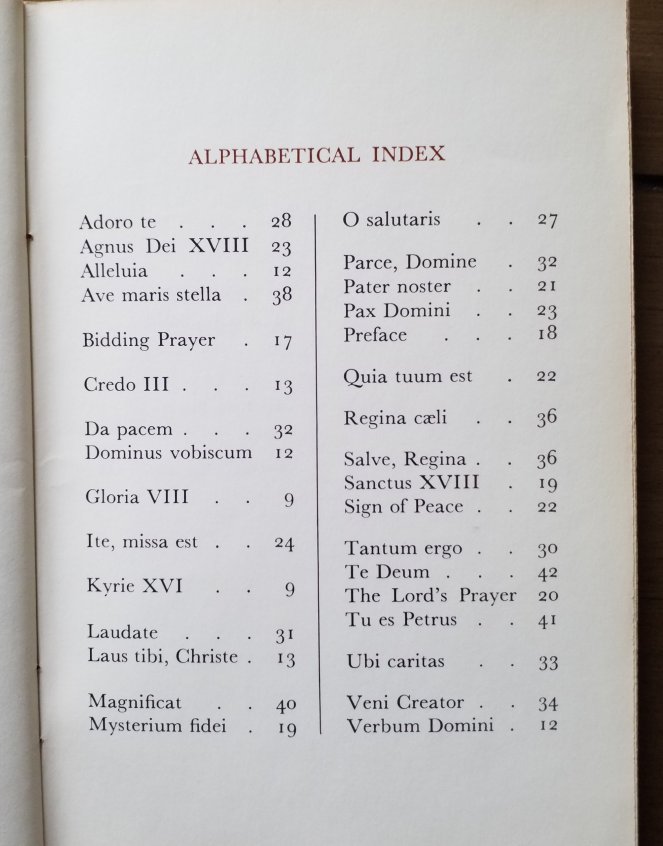 ALPHABETICAL INDEX
Adoro te . . . 28
Agnus Dei XVIII 23
Alleluia . . . 12
Ave maris stella . 38
Bidding Prayer . 17
Credo III . . . 13
Da pacem . . . 32
Dominus vobiscum 12
Gloria VIII . . 9
Ite, missa est . . 24
Kyrie XVI . . 9
Laudate . . . 31
Laus tibi, Christe . 13
Magnificat . . 40
Mysterium fidei . 19
O salutaris . . 27
Parce, Domine . 32
Pater noster . . 21
Pax Domini . . 23
Preface . . . 18
Quia tuum est . 22
Regina cæli . . 36
Salve, Regina . . 36
Sanctus XVIII . 19
Sign of Peace . . 22
Tantum ergo . . 30
Te Deum . . . 42
The Lord's Prayer 20
Tu es Petrus . . 41
Ubi caritas . . 33
Veni Creator . . 34
Verbum Domini . 12